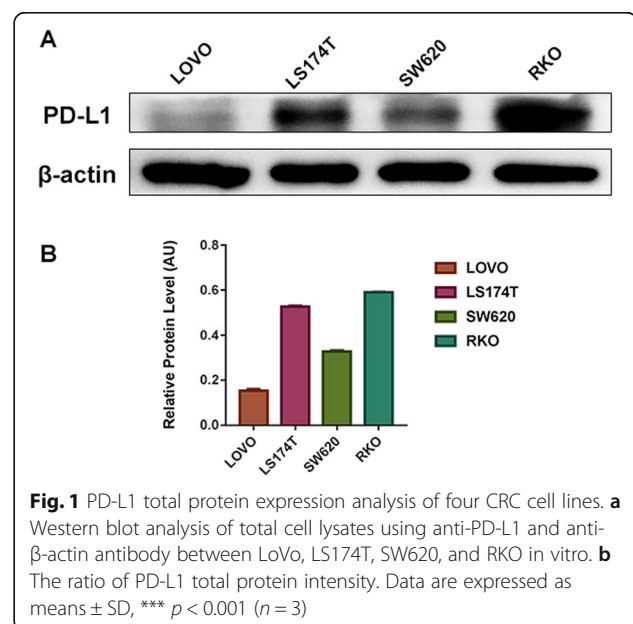 A
LOVO LS174T SW620 RKO
PD-L1
β-actin
B
Relative Protein Level (AU)
0.8
0.6
0.4
0.2
0.0
LOVO LS174T SW620 RKO
LOVO
LS174T
SW620
RKO
Fig. 1 PD-L1 total protein expression analysis of four CRC cell lines. a
Western blot analysis of total cell lysates using anti-PD-L1 and anti-
β-actin antibody between LoVo, LS174T, SW620, and RKO in vitro. b
The ratio of PD-L1 total protein intensity. Data are expressed as
means ± SD, *** p < 0.001 (n = 3)